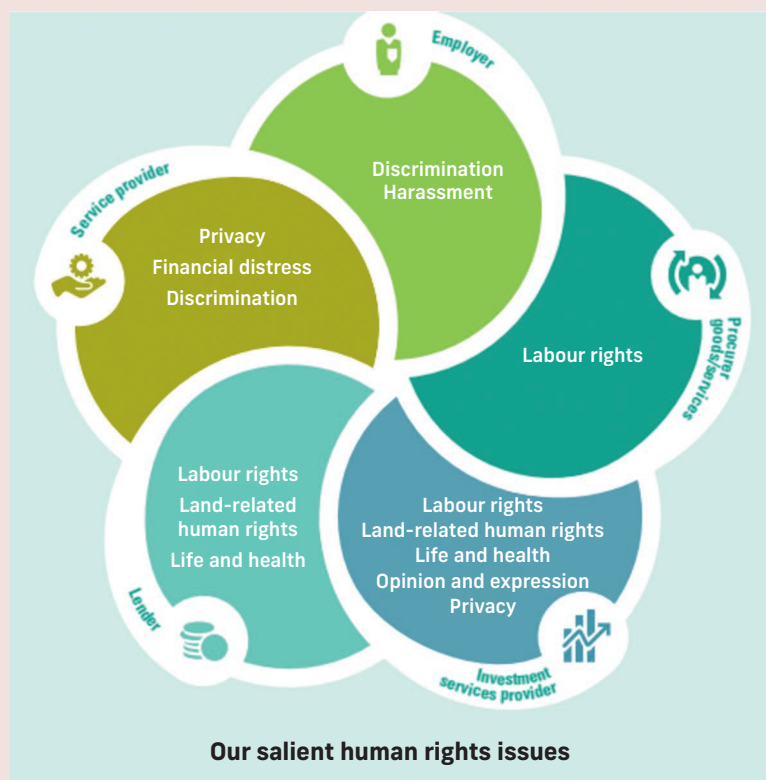 Employer
Discrimination
Harassment
Service provider
Privacy
Financial distress
Discrimination
Procurer
goods/services
Labour rights
Lender
Labour rights
Land-related
human rights
Life and health
Labour rights
Land-related human rights
Life and health
Opinion and expression
Privacy
Investment
services provider
Our salient human rights issues